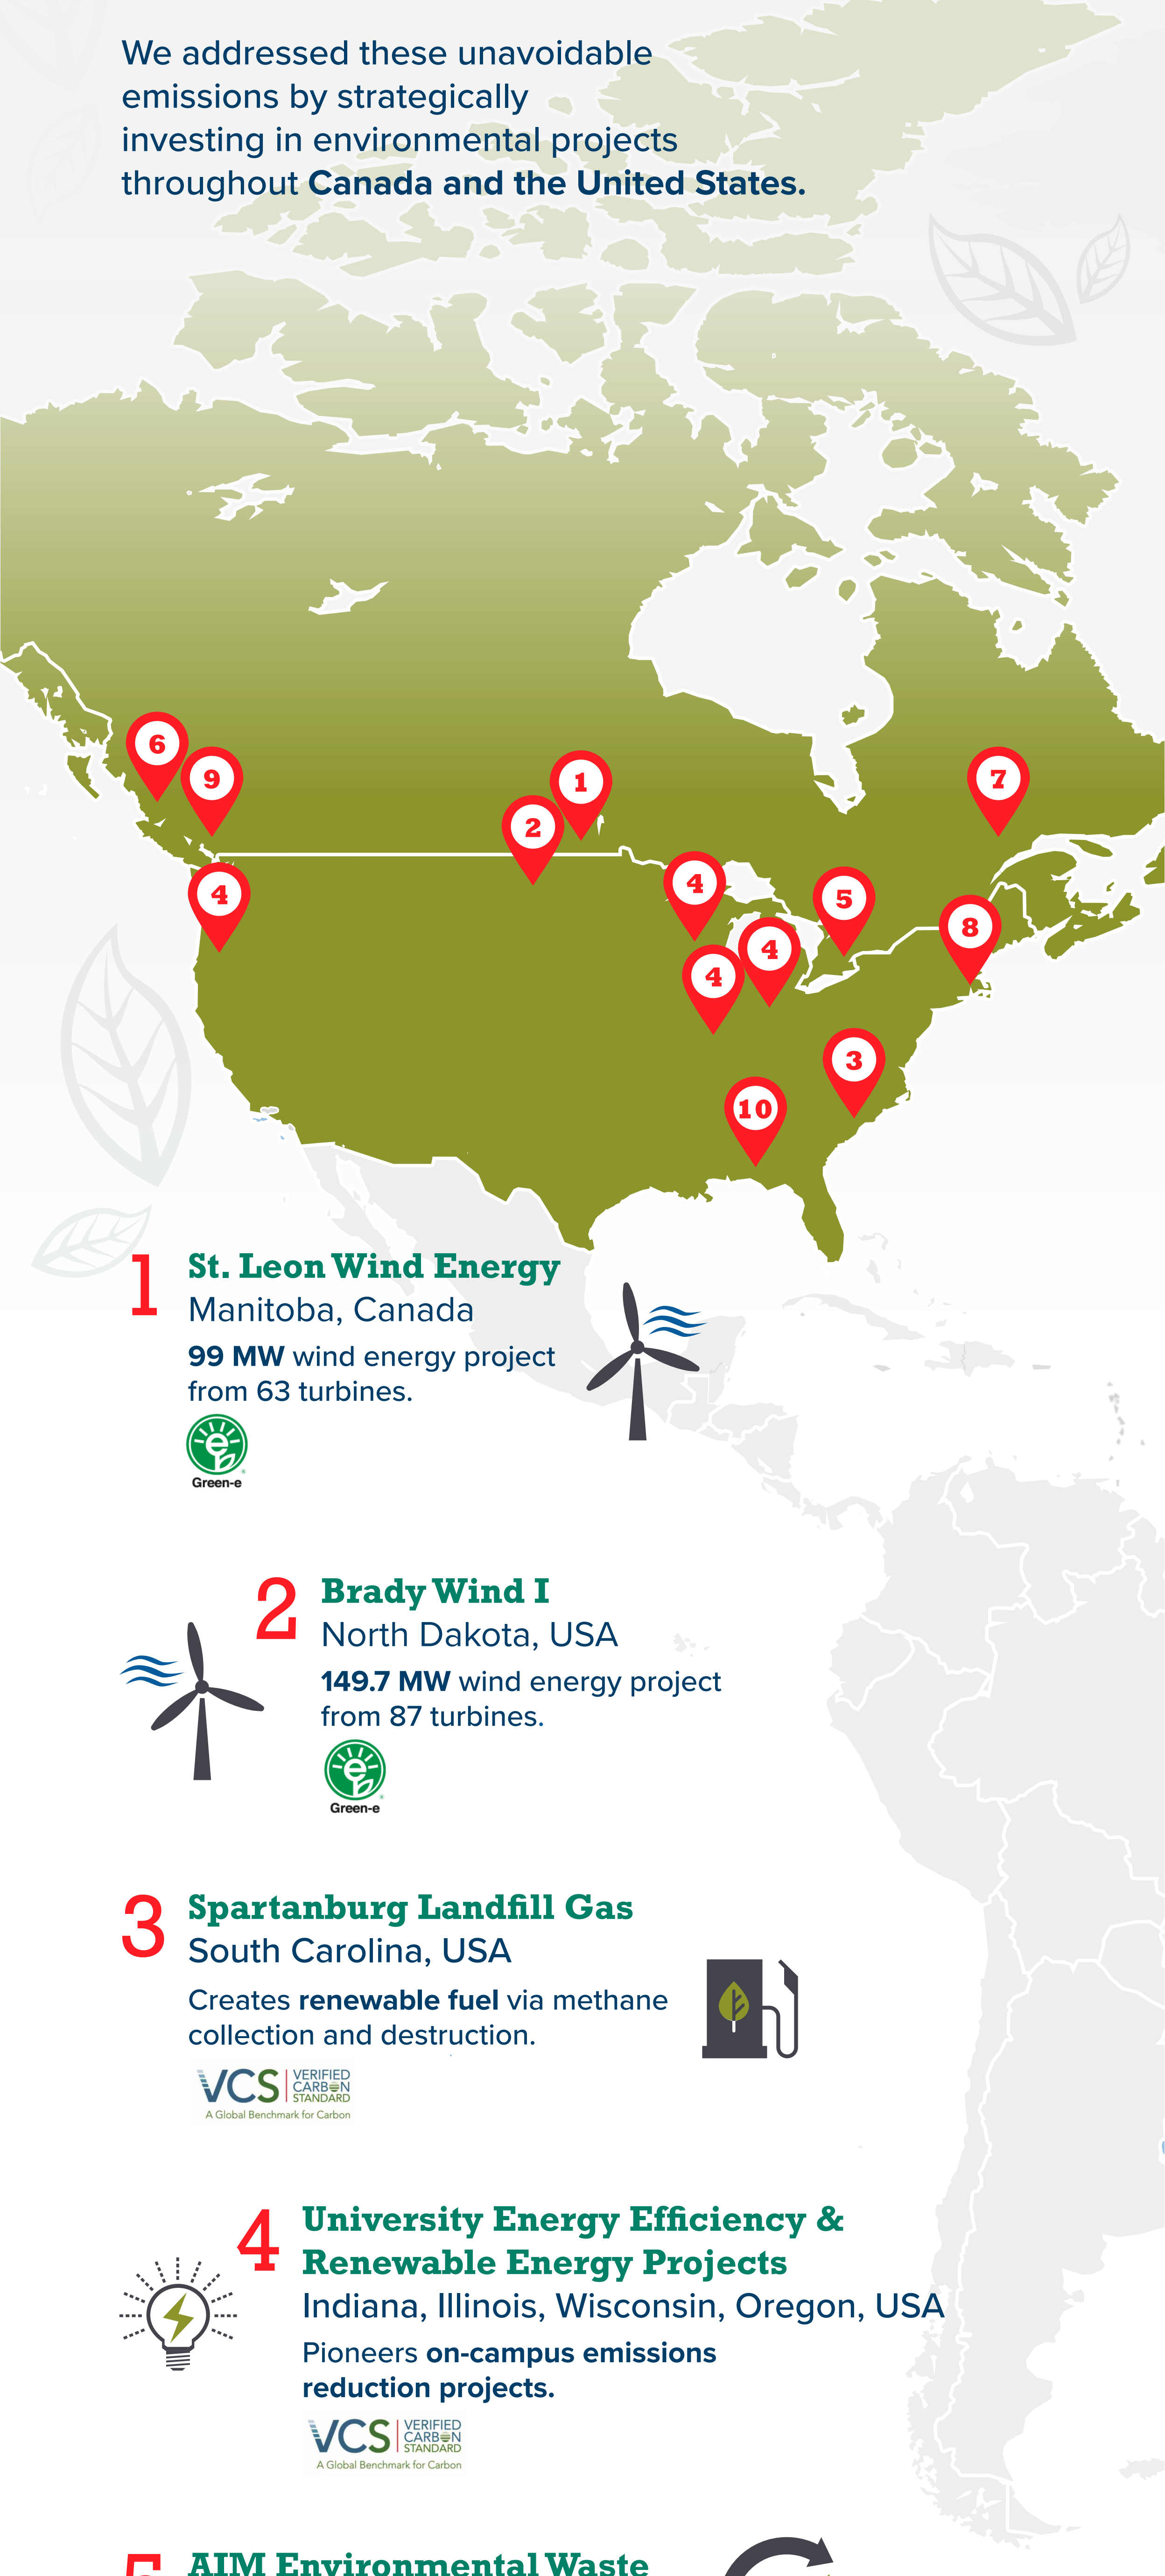 We addressed these unavoidable
emissions by strategically
investing in environmental projects
throughout Canada and the United States.
6
9
1
7
2
4
4
5
8
4
4
3
10
1
St. Leon Wind Energy
Manitoba, Canada
99 MW wind energy project
from 63 turbines.
e
Green-e
2
Brady Wind I
North Dakota, USA
149.7 MW wind energy project
from 87 turbines.
e
Green-e
3
Spartanburg Landfill Gas
South Carolina, USA
Creates renewable fuel via methane
collection and destruction.
VCS VERIFIED
CARBON
STANDARD
A Global Benchmark for Carbon
4
University Energy Efficiency &
Renewable Energy Projects
Indiana, Illinois, Wisconsin, Oregon, USA
Pioneers on-campus emissions
reduction projects.
VCS VERIFIED
CARBON
STANDARD
A Global Benchmark for Carbon
5
AIM Environmental Waste